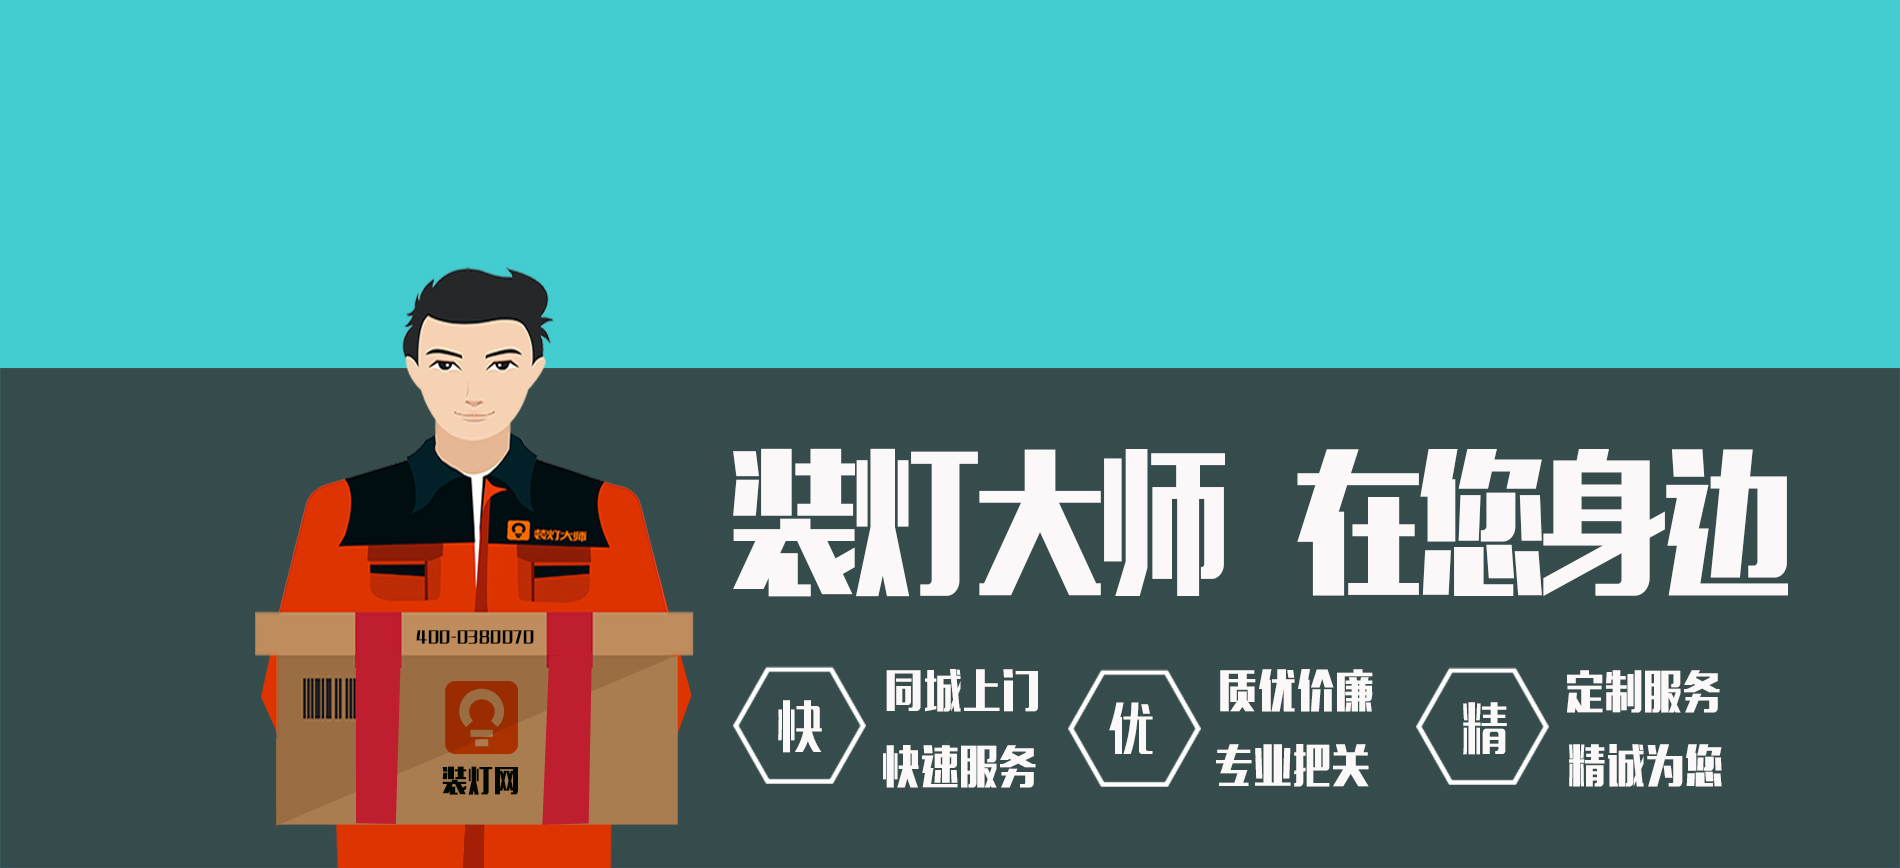 装灯大师 在您身边
装灯大师
400-0380070
装灯网
快
同城上门
快速服务
优
质优价廉
专业把关
精
定制服务
精诚为您